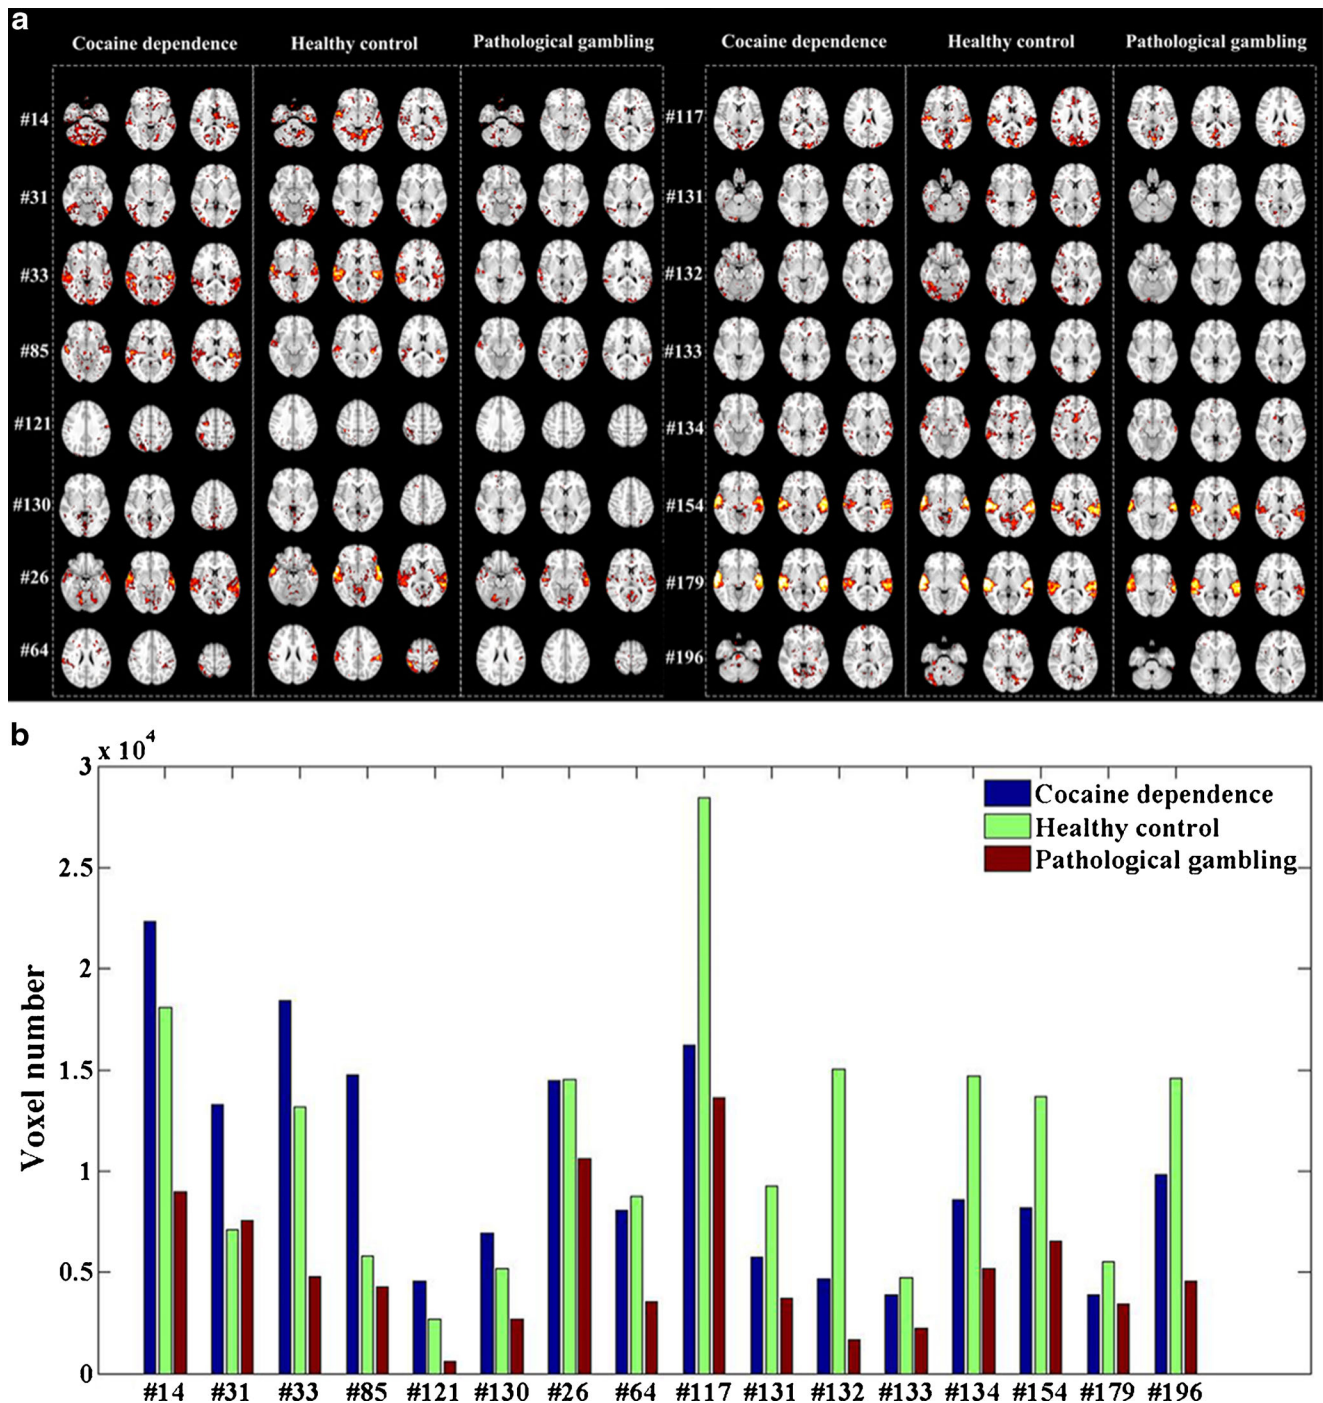 a
Cocaine dependence Healthy control Pathological gambling Cocaine dependence Healthy control Pathological gambling
#14 #117
#31 #131
#33 #132
#85 #133
#121 #134
#130 #154
#26 #179
#64 #196
b
3 x 10⁴
Cocaine dependence
Healthy control
Pathological gambling
2.5
2
1.5
1
0.5
0
Voxel number
#14 #31 #33 #85 #121 #130 #26 #64 #117 #131 #132 #133 #134 #154 #179 #196